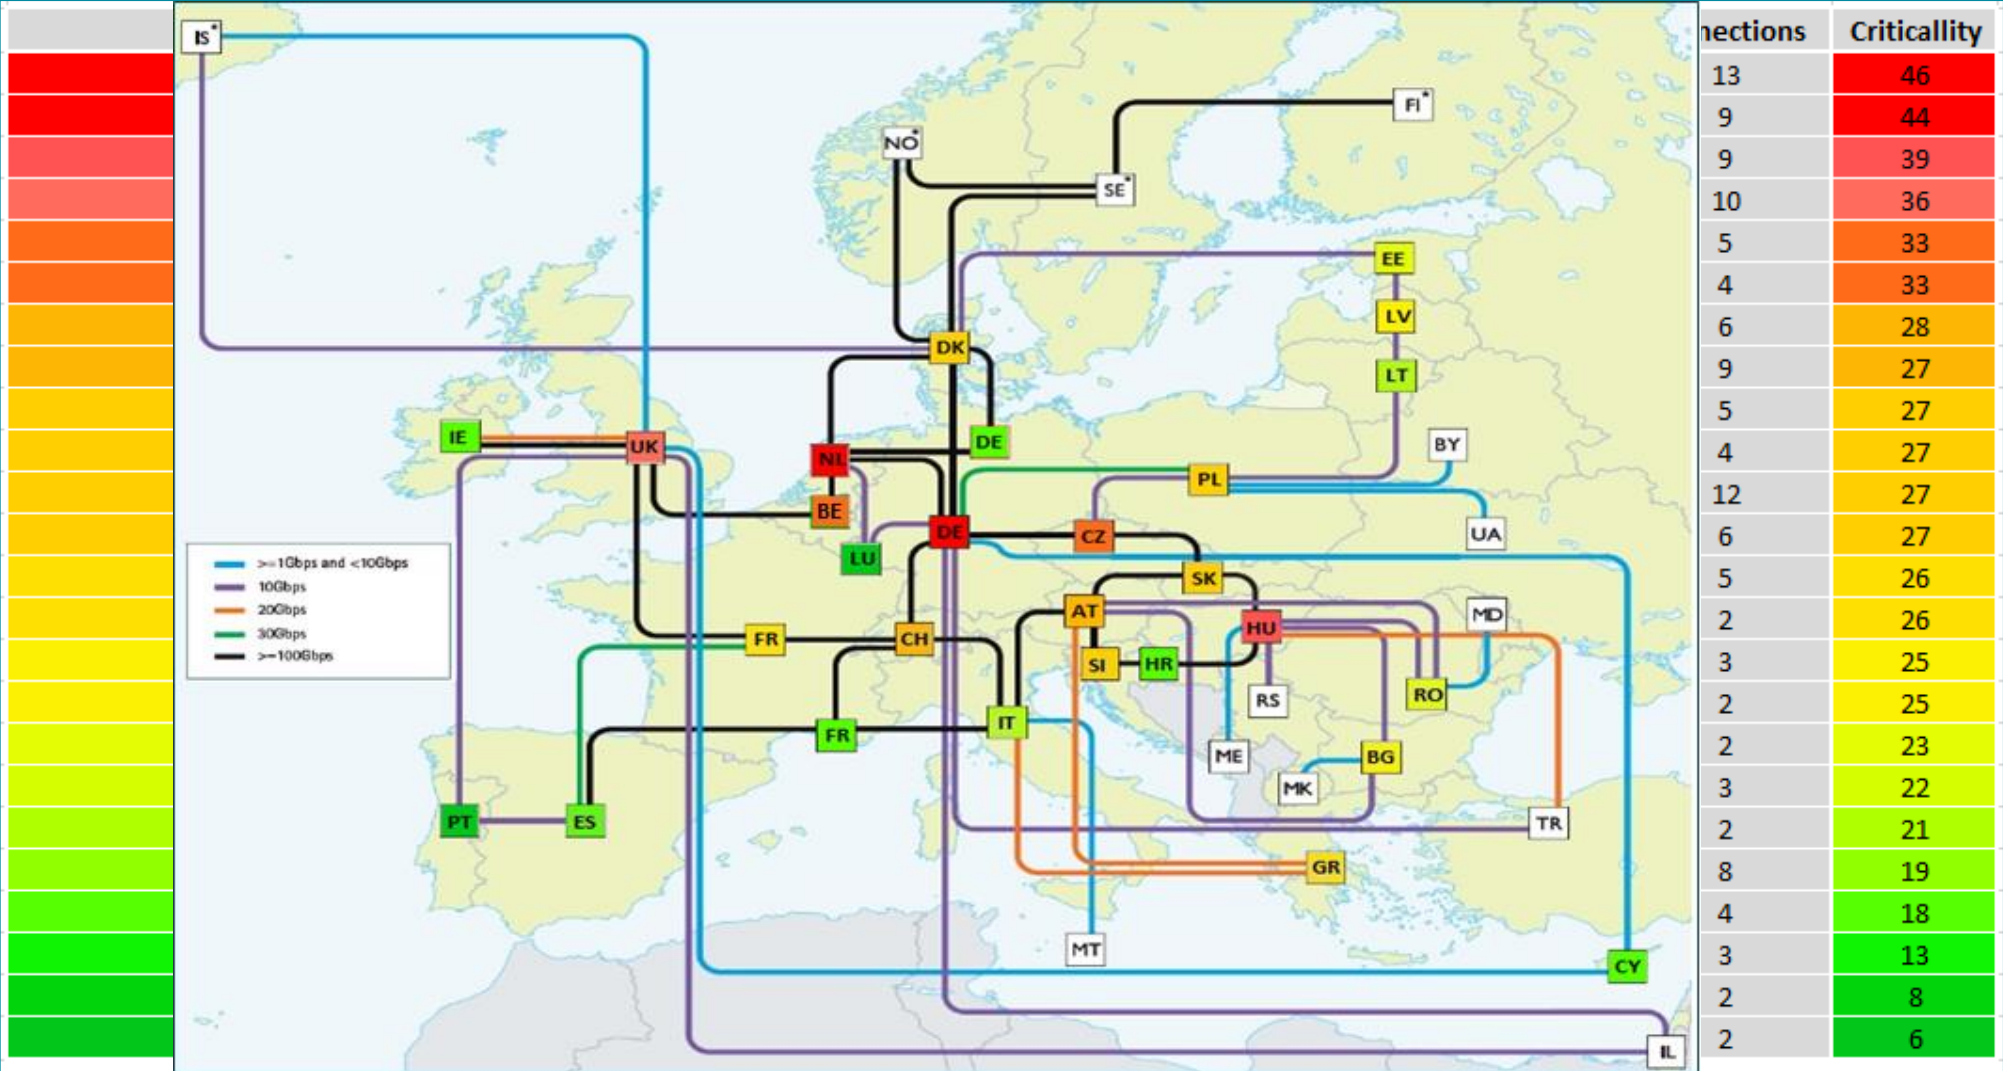 nections Criticallity
13 46
9 44
9 39
10 36
5 33
4 33
6 28
9 27
5 27
4 27
12 27
6 27
5 26
2 26
3 25
2 25
2 23
3 22
2 21
8 19
4 18
3 13
2 8
2 6
IS*
FI*
NO*
SE*
EE
LV
DK
LT
IE
UK
DE
BY
NL
PL
BE
DE
CZ
UA
LU
SK
>=1Gbps and <10Gbps
10Gbps
20Gbps
30Gbps
>=100Gbps
AT
MD
HU
FR
CH
SI
HR
RS
RO
IT
FR
ME
BG
MK
PT
ES
TR
GR
MT
CY
IL